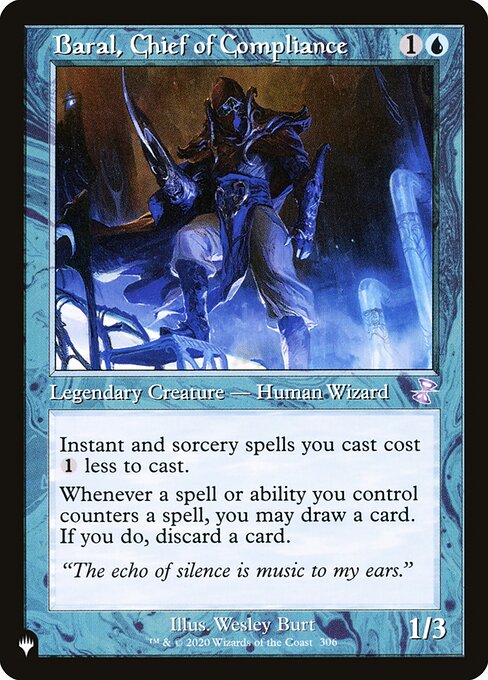 Baral, Chief of Compliance 1
Legendary Creature — Human Wizard
Instant and sorcery spells you cast cost
1 less to cast.
Whenever a spell or ability you control
counters a spell, you may draw a card.
If you do, discard a card.
“The echo of silence is music to my ears.”
Illus. Wesley Burt
™ & © 2020 Wizards of the Coast 306
1/3